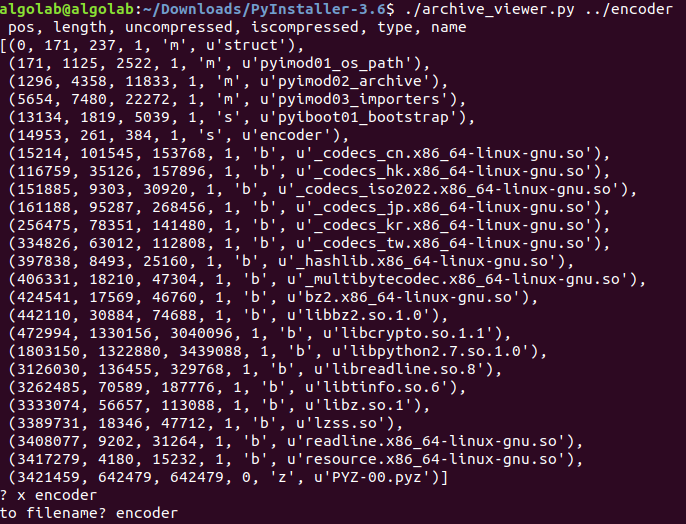 algolab@algolab:~/Downloads/PyInstaller-3.6$ ./archive_viewer.py ../encoder
 pos, length, uncompressed, iscompressed, type, name
[(0, 171, 237, 1, 'm', u'struct'),
 (171, 1125, 2522, 1, 'm', u'pyimod01_os_path'),
 (1296, 4358, 11833, 1, 'm', u'pyimod02_archive'),
 (5654, 7480, 22272, 1, 'm', u'pyimod03_importers'),
 (13134, 1819, 5039, 1, 's', u'pyiboot01_bootstrap'),
 (14953, 261, 384, 1, 's', u'encoder'),
 (15214, 101545, 153768, 1, 'b', u'_codecs_cn.x86_64-linux-gnu.so'),
 (116759, 35126, 157896, 1, 'b', u'_codecs_hk.x86_64-linux-gnu.so'),
 (151885, 9303, 30920, 1, 'b', u'_codecs_iso2022.x86_64-linux-gnu.so'),
 (161188, 95287, 268456, 1, 'b', u'_codecs_jp.x86_64-linux-gnu.so'),
 (256475, 78351, 141480, 1, 'b', u'_codecs_kr.x86_64-linux-gnu.so'),
 (334826, 63012, 112808, 1, 'b', u'_codecs_tw.x86_64-linux-gnu.so'),
 (397838, 8493, 25160, 1, 'b', u'_hashlib.x86_64-linux-gnu.so'),
 (406331, 18210, 47304, 1, 'b', u'_multibytecodec.x86_64-linux-gnu.so'),
 (424541, 17569, 46760, 1, 'b', u'bz2.x86_64-linux-gnu.so'),
 (442110, 30884, 74688, 1, 'b', u'libbz2.so.1.0'),
 (472994, 1330156, 3040096, 1, 'b', u'libcrypto.so.1.1'),
 (1803150, 1322880, 3439088, 1, 'b', u'libpython2.7.so.1.0'),
 (3126030, 136455, 329768, 1, 'b', u'libreadline.so.8'),
 (3262485, 70589, 187776, 1, 'b', u'libtinfo.so.6'),
 (3333074, 56657, 113088, 1, 'b', u'libz.so.1'),
 (3389731, 18346, 47712, 1, 'b', u'lzss.so'),
 (3408077, 9202, 31264, 1, 'b', u'readline.x86_64-linux-gnu.so'),
 (3417279, 4180, 15232, 1, 'b', u'resource.x86_64-linux-gnu.so'),
 (3421459, 642479, 642479, 0, 'z', u'PYZ-00.pyz')]
? x encoder
to filename? encoder